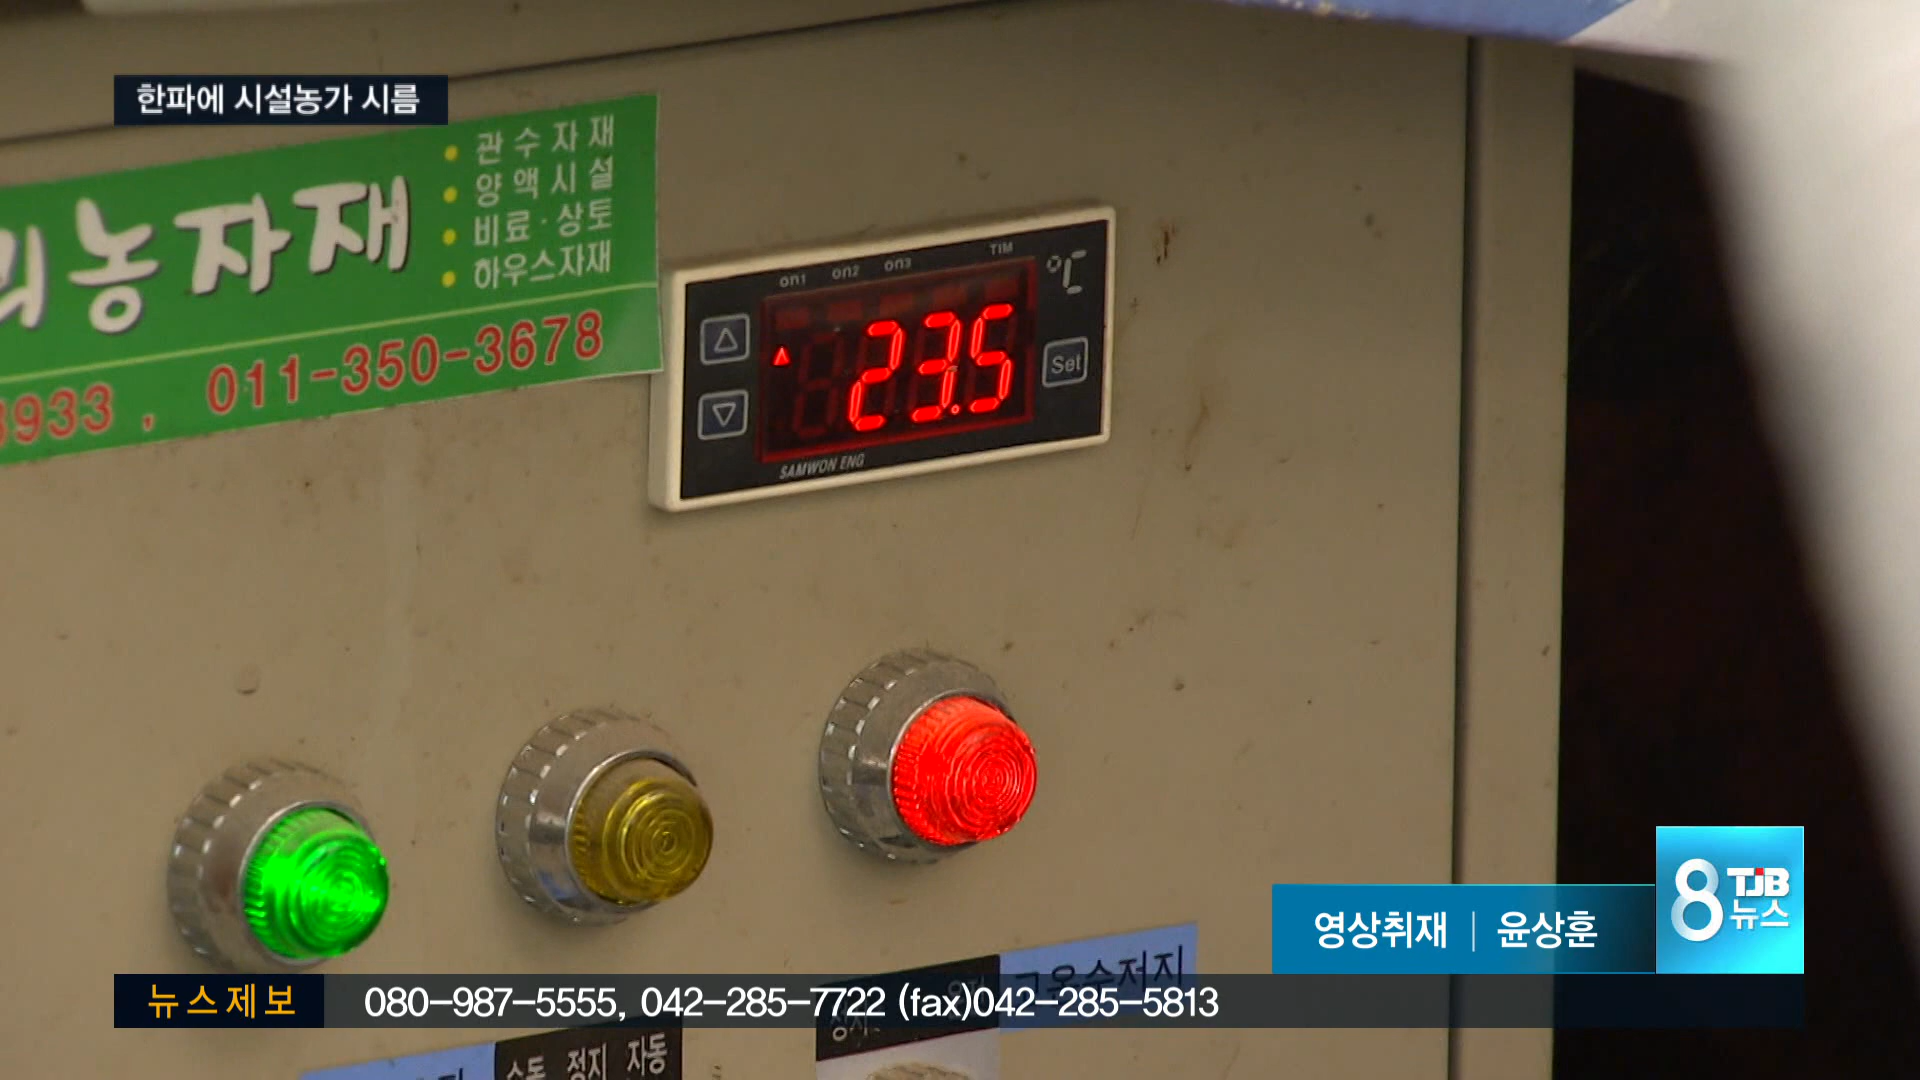 한파에 시설농가 시름
농자재
• 관수자재
• 양액시설
• 비료·상토
• 하우스자재
3933, 011-350-3678
on1 on2 on3 TIM
°C
23.5
Set
SAMWON ENG
영상취재 | 윤상훈
8 TJB 뉴스
뉴스제보 080-987-5555, 042-285-7722 (fax)042-285-5813
정지
수동 정지 자동